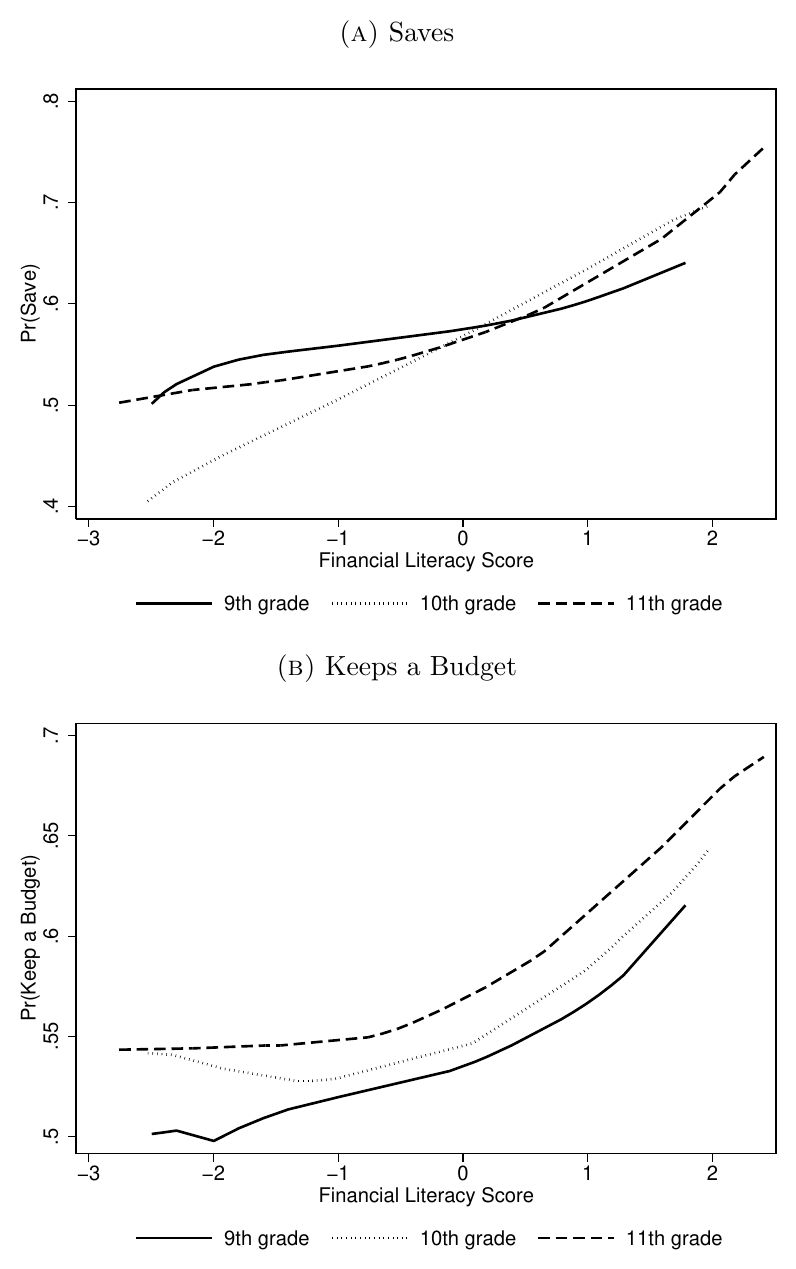 (A) Saves
.8
.7
.6
.5
.4
Pr(Save)
−3 −2 −1 0 1 2
Financial Literacy Score
9th grade 10th grade 11th grade
(B) Keeps a Budget
.7
.65
.6
.55
.5
Pr(Keep a Budget)
−3 −2 −1 0 1 2
Financial Literacy Score
9th grade 10th grade 11th grade